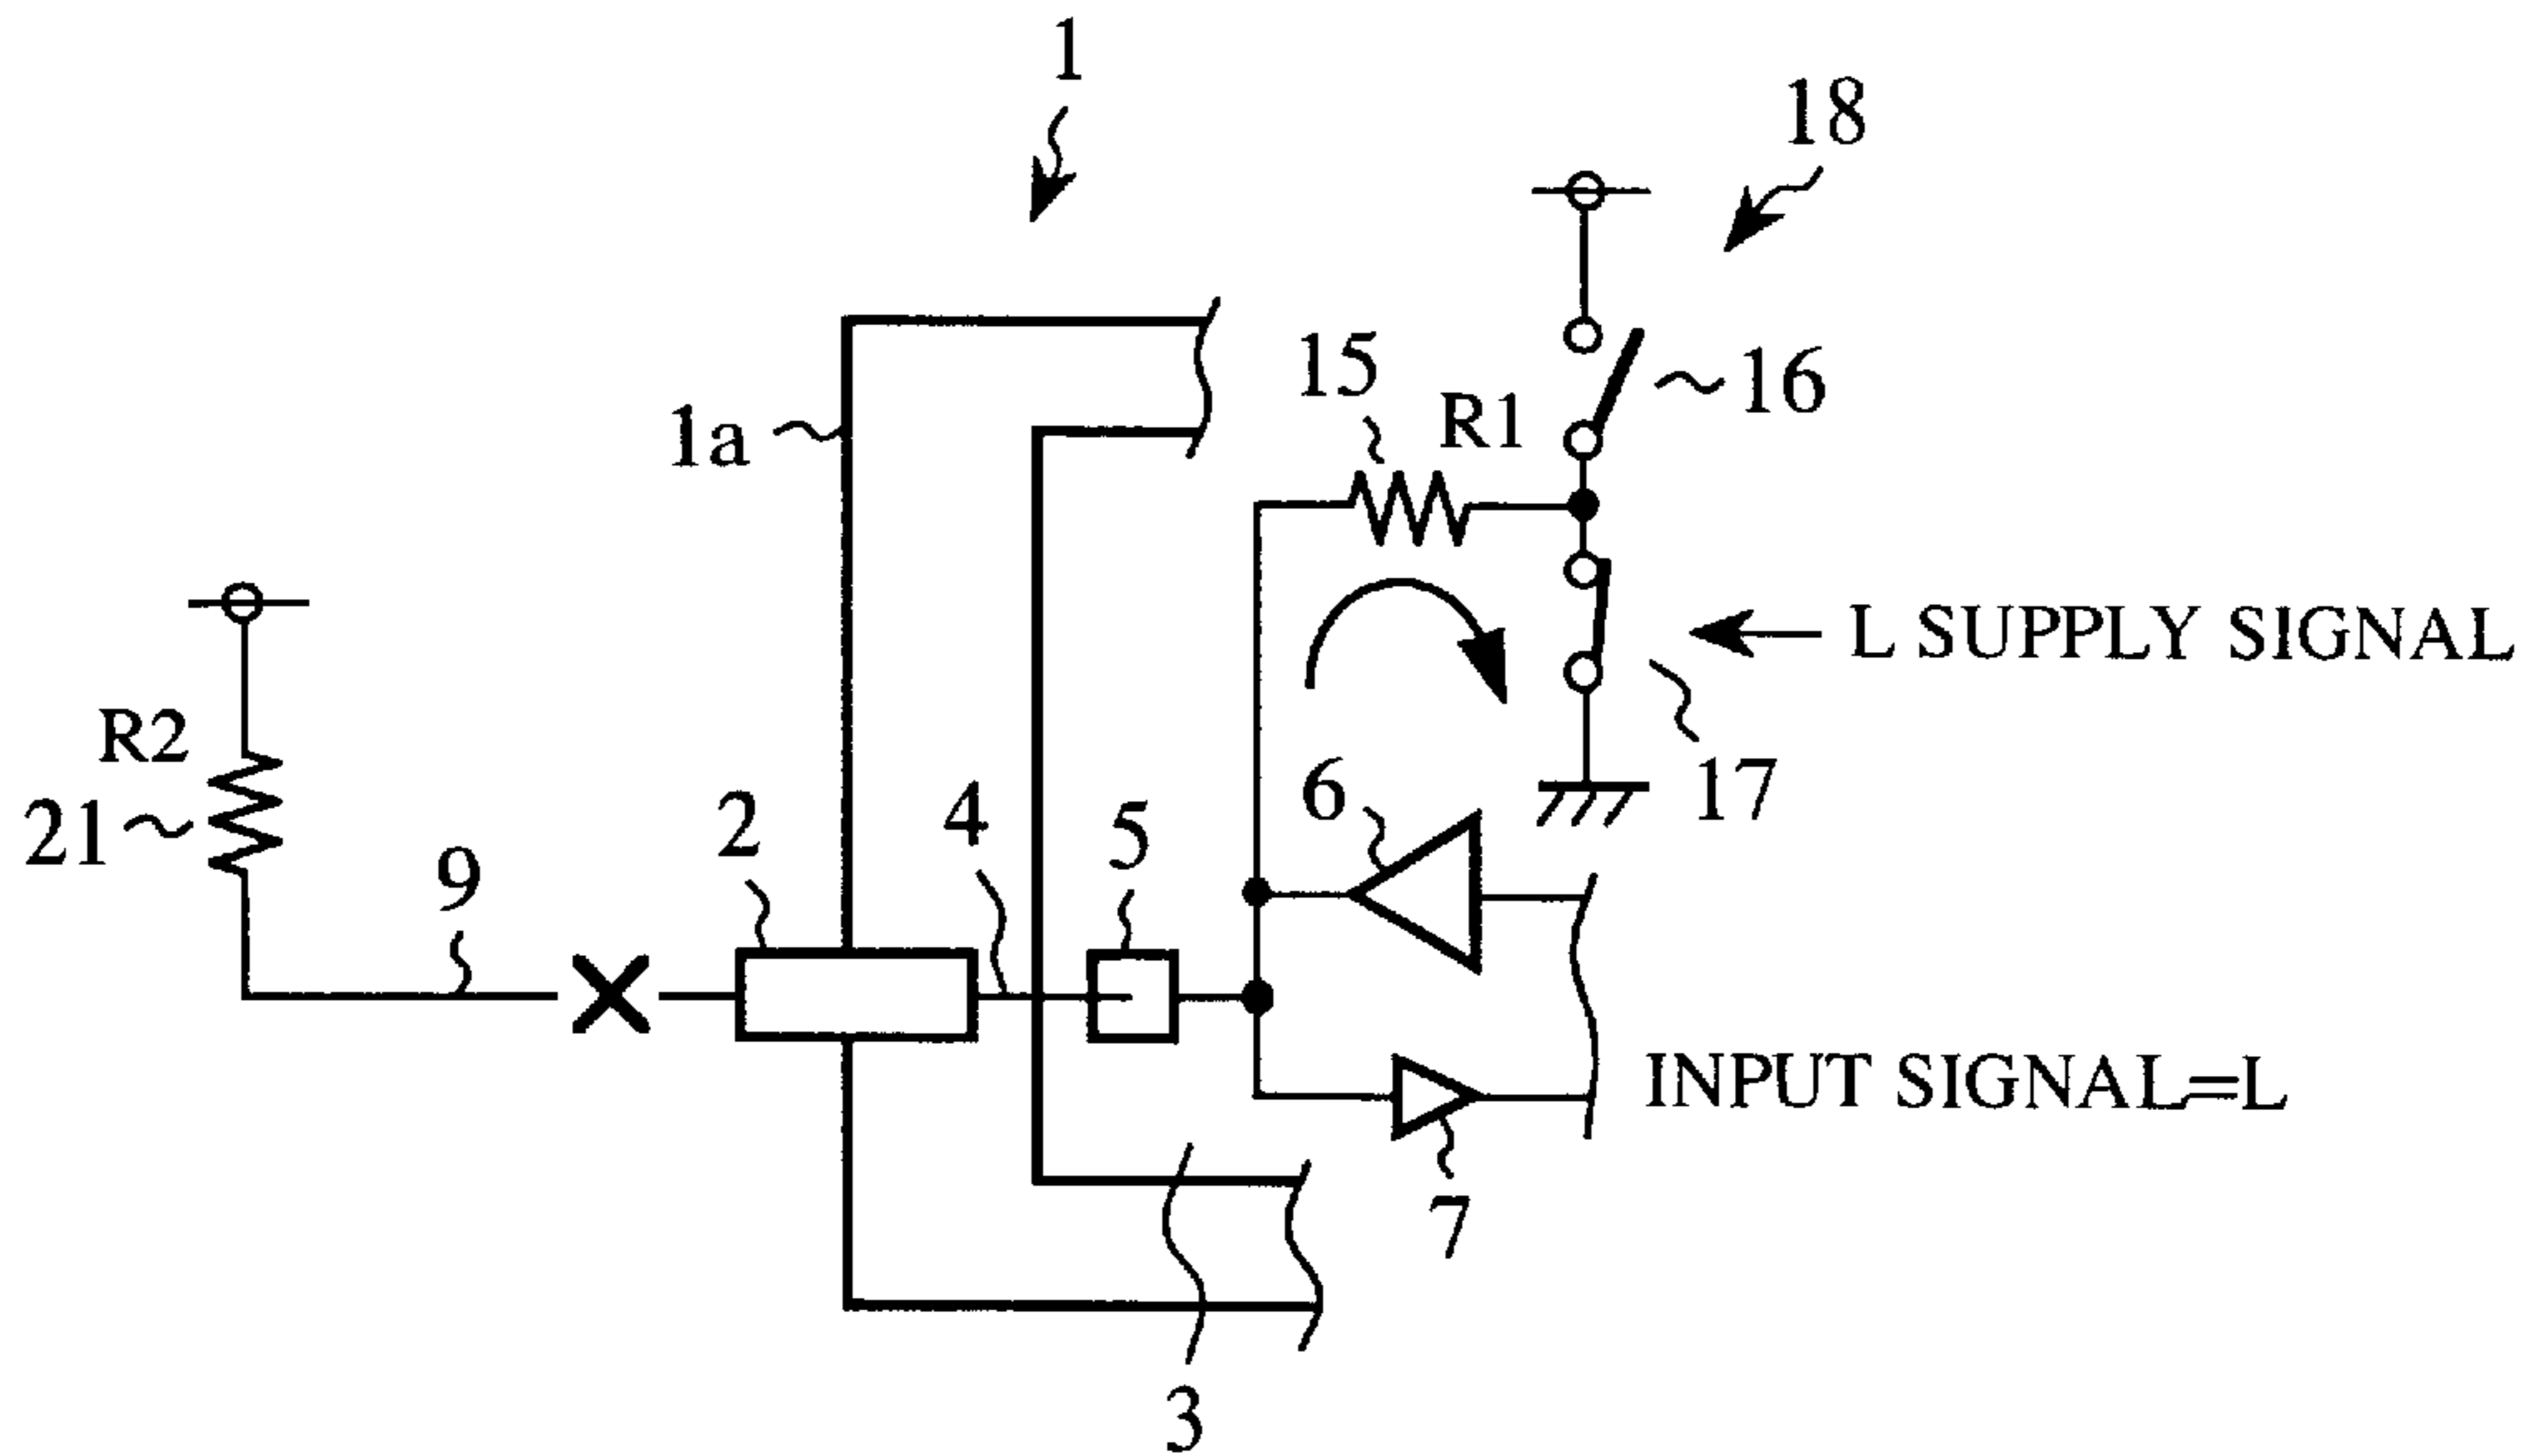 1
18
15
R1
16
1a
L SUPPLY SIGNAL
R2
21
9
2
4
5
6
17
INPUT SIGNAL=L
7
3